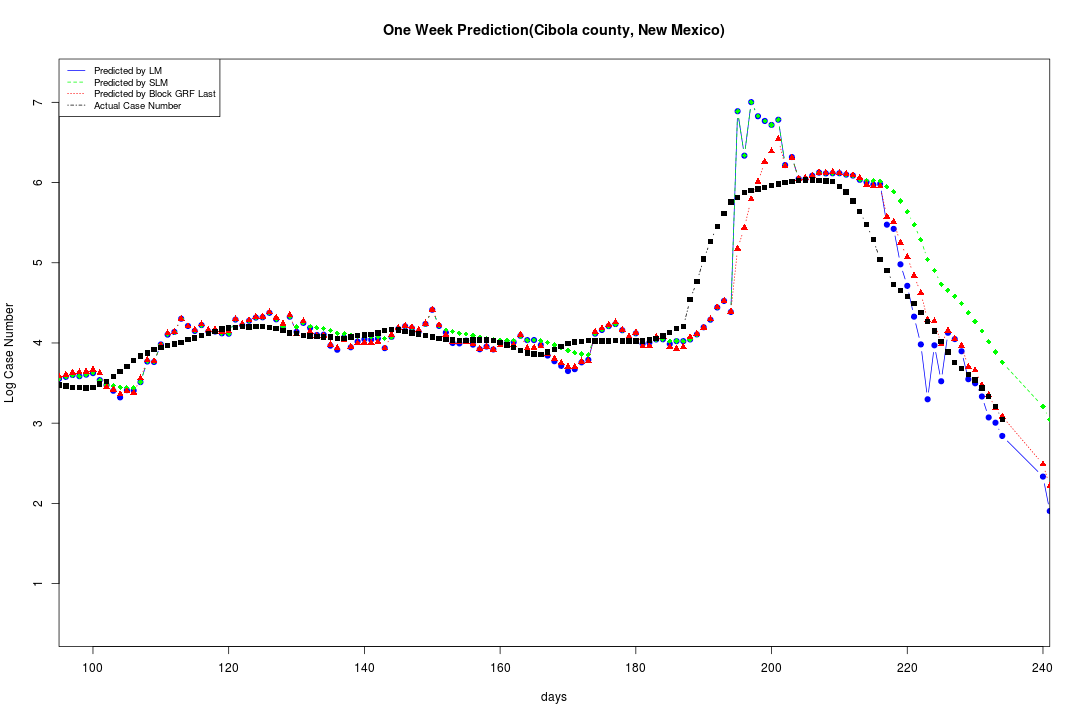 One Week Prediction(Cibola county, New Mexico)
Predicted by LM
Predicted by SLM
Predicted by Block GRF Last
Actual Case Number
Log Case Number
7
6
5
4
3
2
1
100 120 140 160 180 200 220 240
days